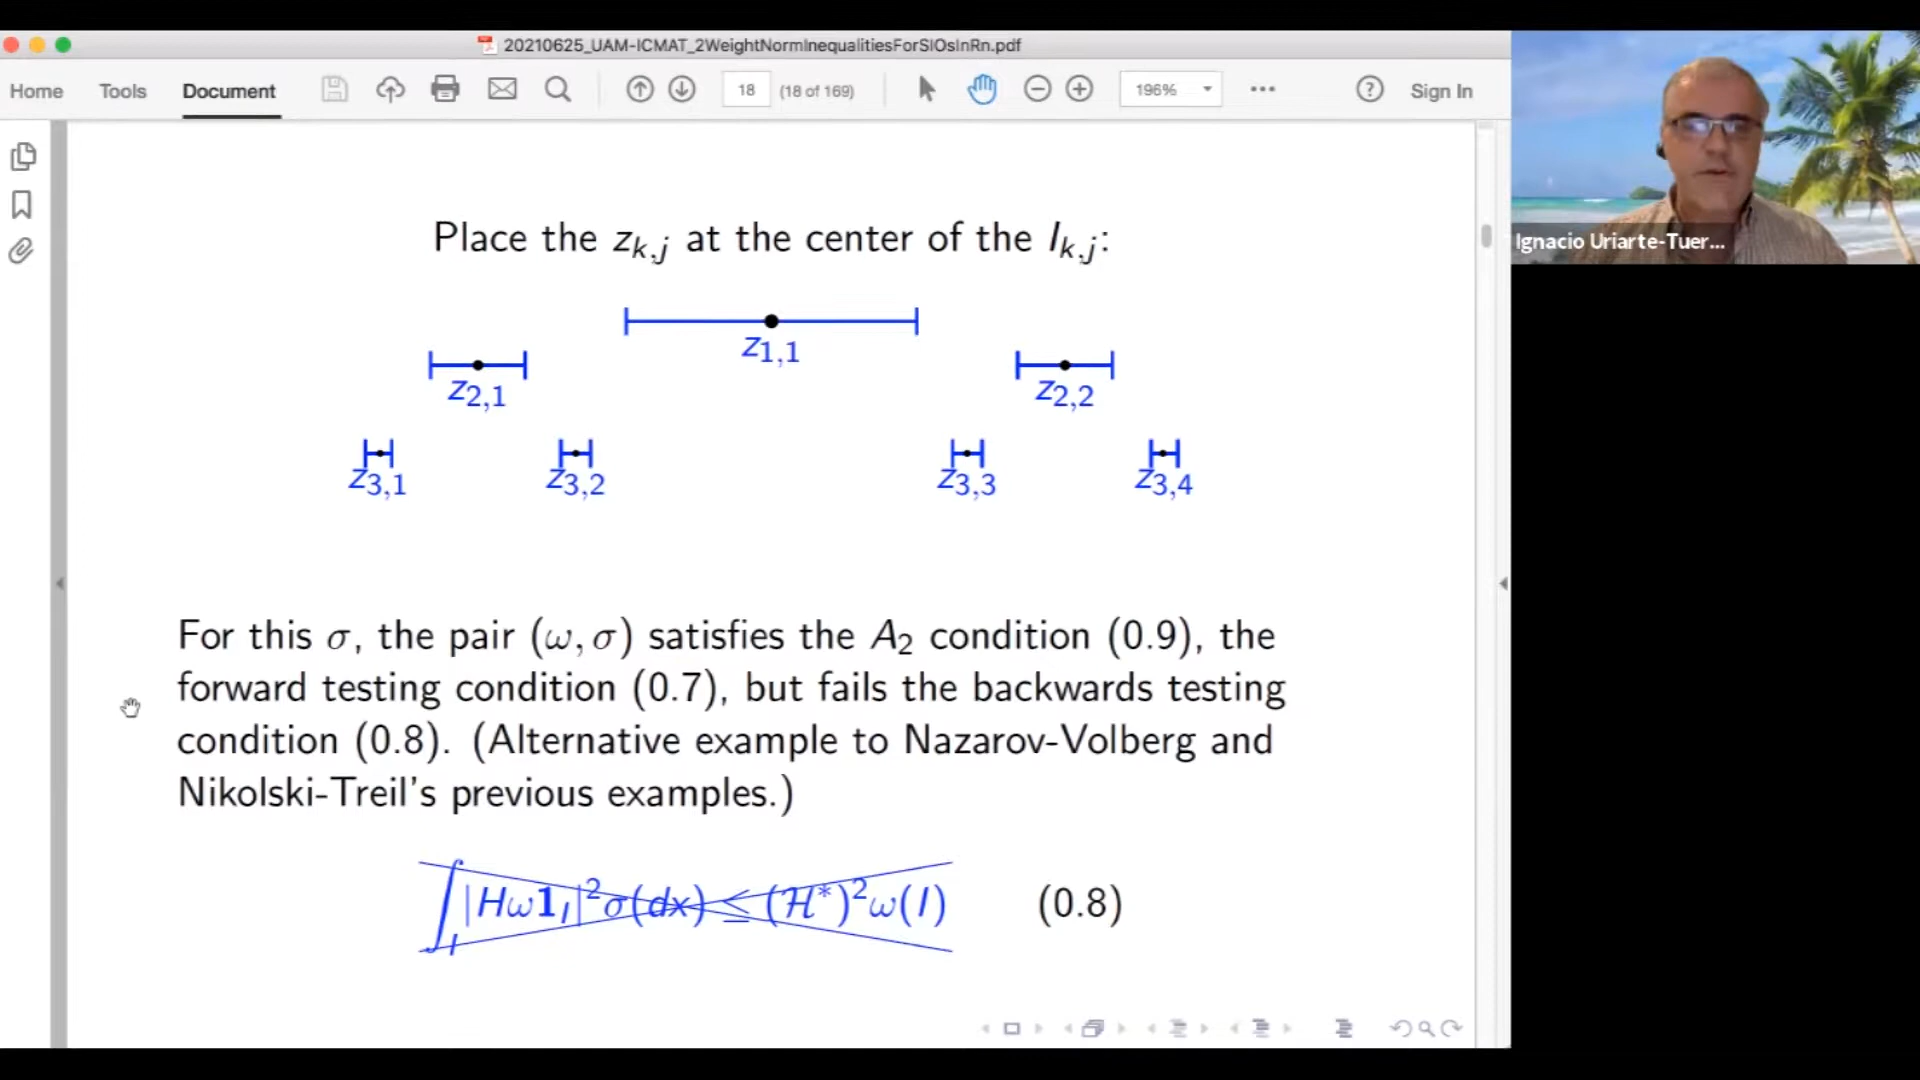 20210625_UAM-ICMAT_2WeightNormInequalitiesForSIOsInRn.pdf
Home Tools Document 18 (18 of 169) 196% Sign In
Ignacio Uriarte-Tuer...
Place the z_{k,j} at the center of the I_{k,j}:
z_{1,1}
z_{2,1} z_{2,2}
z_{3,1} z_{3,2} z_{3,3} z_{3,4}
For this σ, the pair (ω, σ) satisfies the A₂ condition (0.9), the
forward testing condition (0.7), but fails the backwards testing
condition (0.8). (Alternative example to Nazarov-Volberg and
Nikolski-Treil's previous examples.)
∫_I |Hω1_I|² σ(dx) ≤ (ℋ*)² ω(I) (0.8)